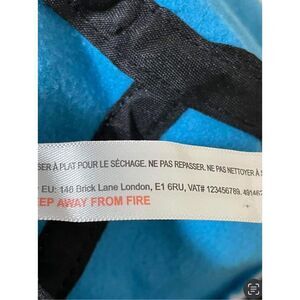 À PLAT POUR LE SÉCHAGE. NE PAS REPASSER. NE PAS NETTOYER À
EU: 148 Brick Lane London, E1 6RU, VAT# 123456789.
AWAY FROM FIRE